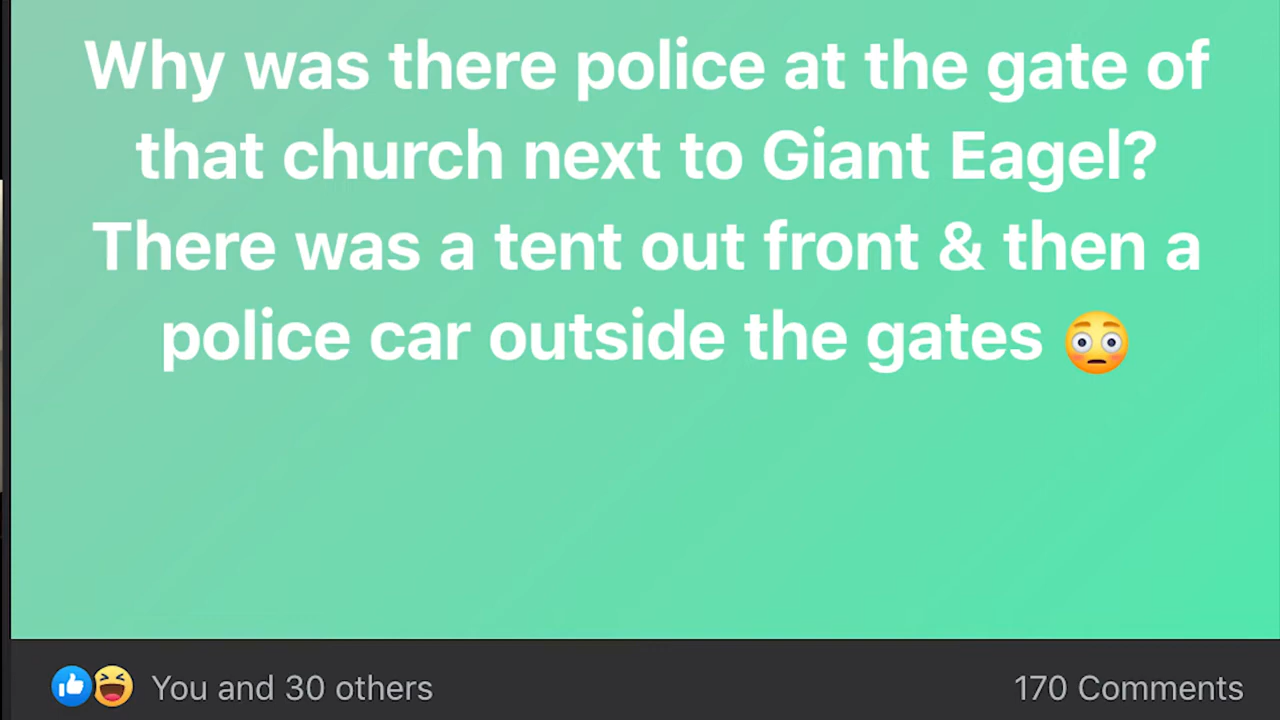 Why was there police at the gate of
that church next to Giant Eagel?
There was a tent out front & then a
police car outside the gates 😳
You and 30 others
170 Comments